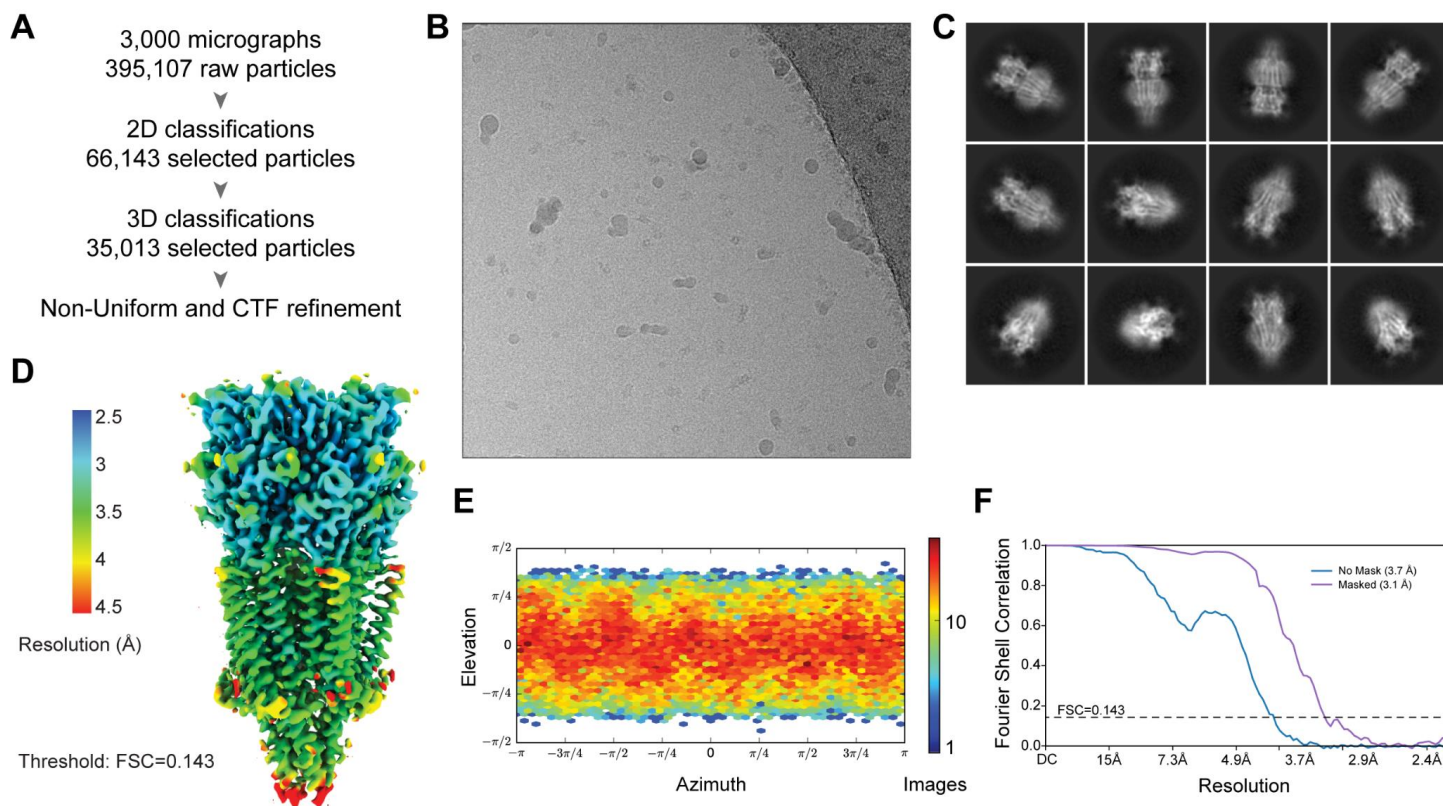 A
3,000 micrographs
395,107 raw particles
2D classifications
66,143 selected particles
3D classifications
35,013 selected particles
Non-Uniform and CTF refinement
B
C
D
2.5
3
3.5
4
4.5
Resolution (Å)
Threshold: FSC=0.143
E
π/2
π/4
0
−π/4
−π/2
Elevation
−π
−3π/4
−π/2
−π/4
0
π/4
π/2
3π/4
π
Azimuth
10
1
Images
F
1.0
0.8
0.6
0.4
0.2
0.0
Fourier Shell Correlation
No Mask (3.7 Å)
Masked (3.1 Å)
FSC=0.143
DC
15Å
7.3Å
4.9Å
3.7Å
2.9Å
2.4Å
Resolution